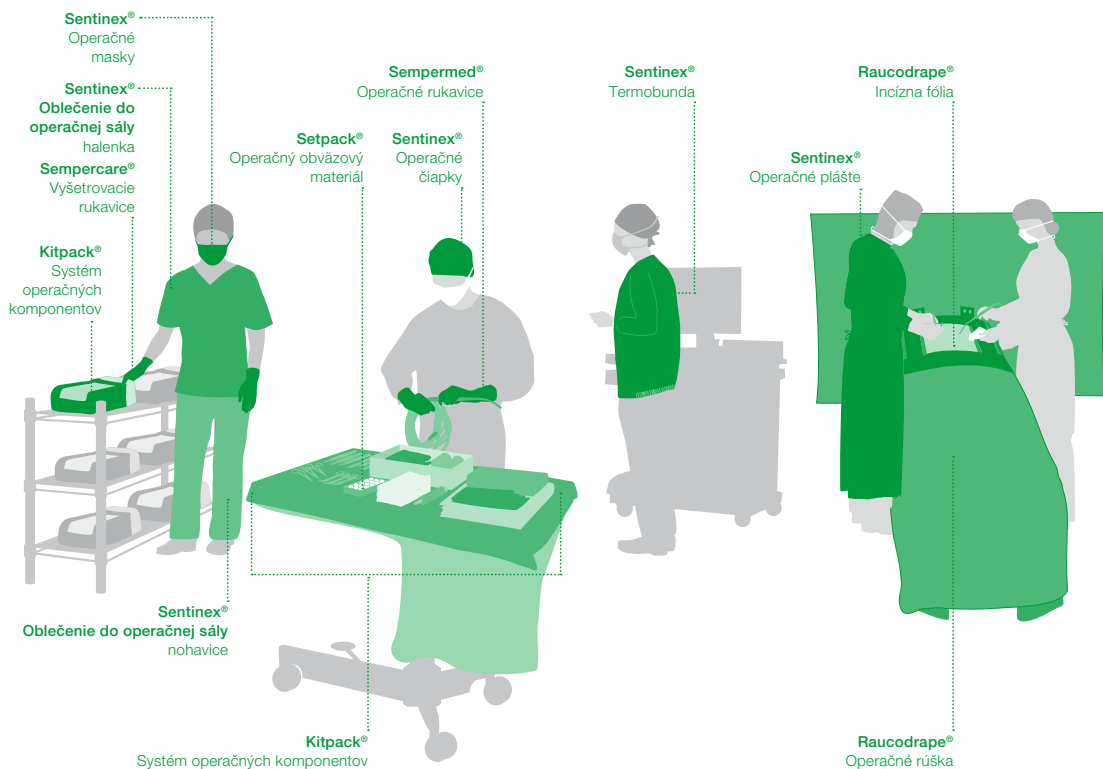 Sentinex®
Operačné
masky
Sentinex®
Oblečenie do
operačnej sály
halenka
Sempercare®
Vyšetrovacie
rukavice
Kitpack®
Systém
operačných
komponentov
Setpack®
Operačný obväzový
materiál
Sempermed®
Operačné rukavice
Sentinex®
Operačné
čiapky
Sentinex®
Termobunda
Raucodrape®
Incízna fólia
Sentinex®
Operačné plášte
Sentinex®
Oblečenie do operačnej sály
nohavice
Kitpack®
Systém operačných komponentov
Raucodrape®
Operačné rúška